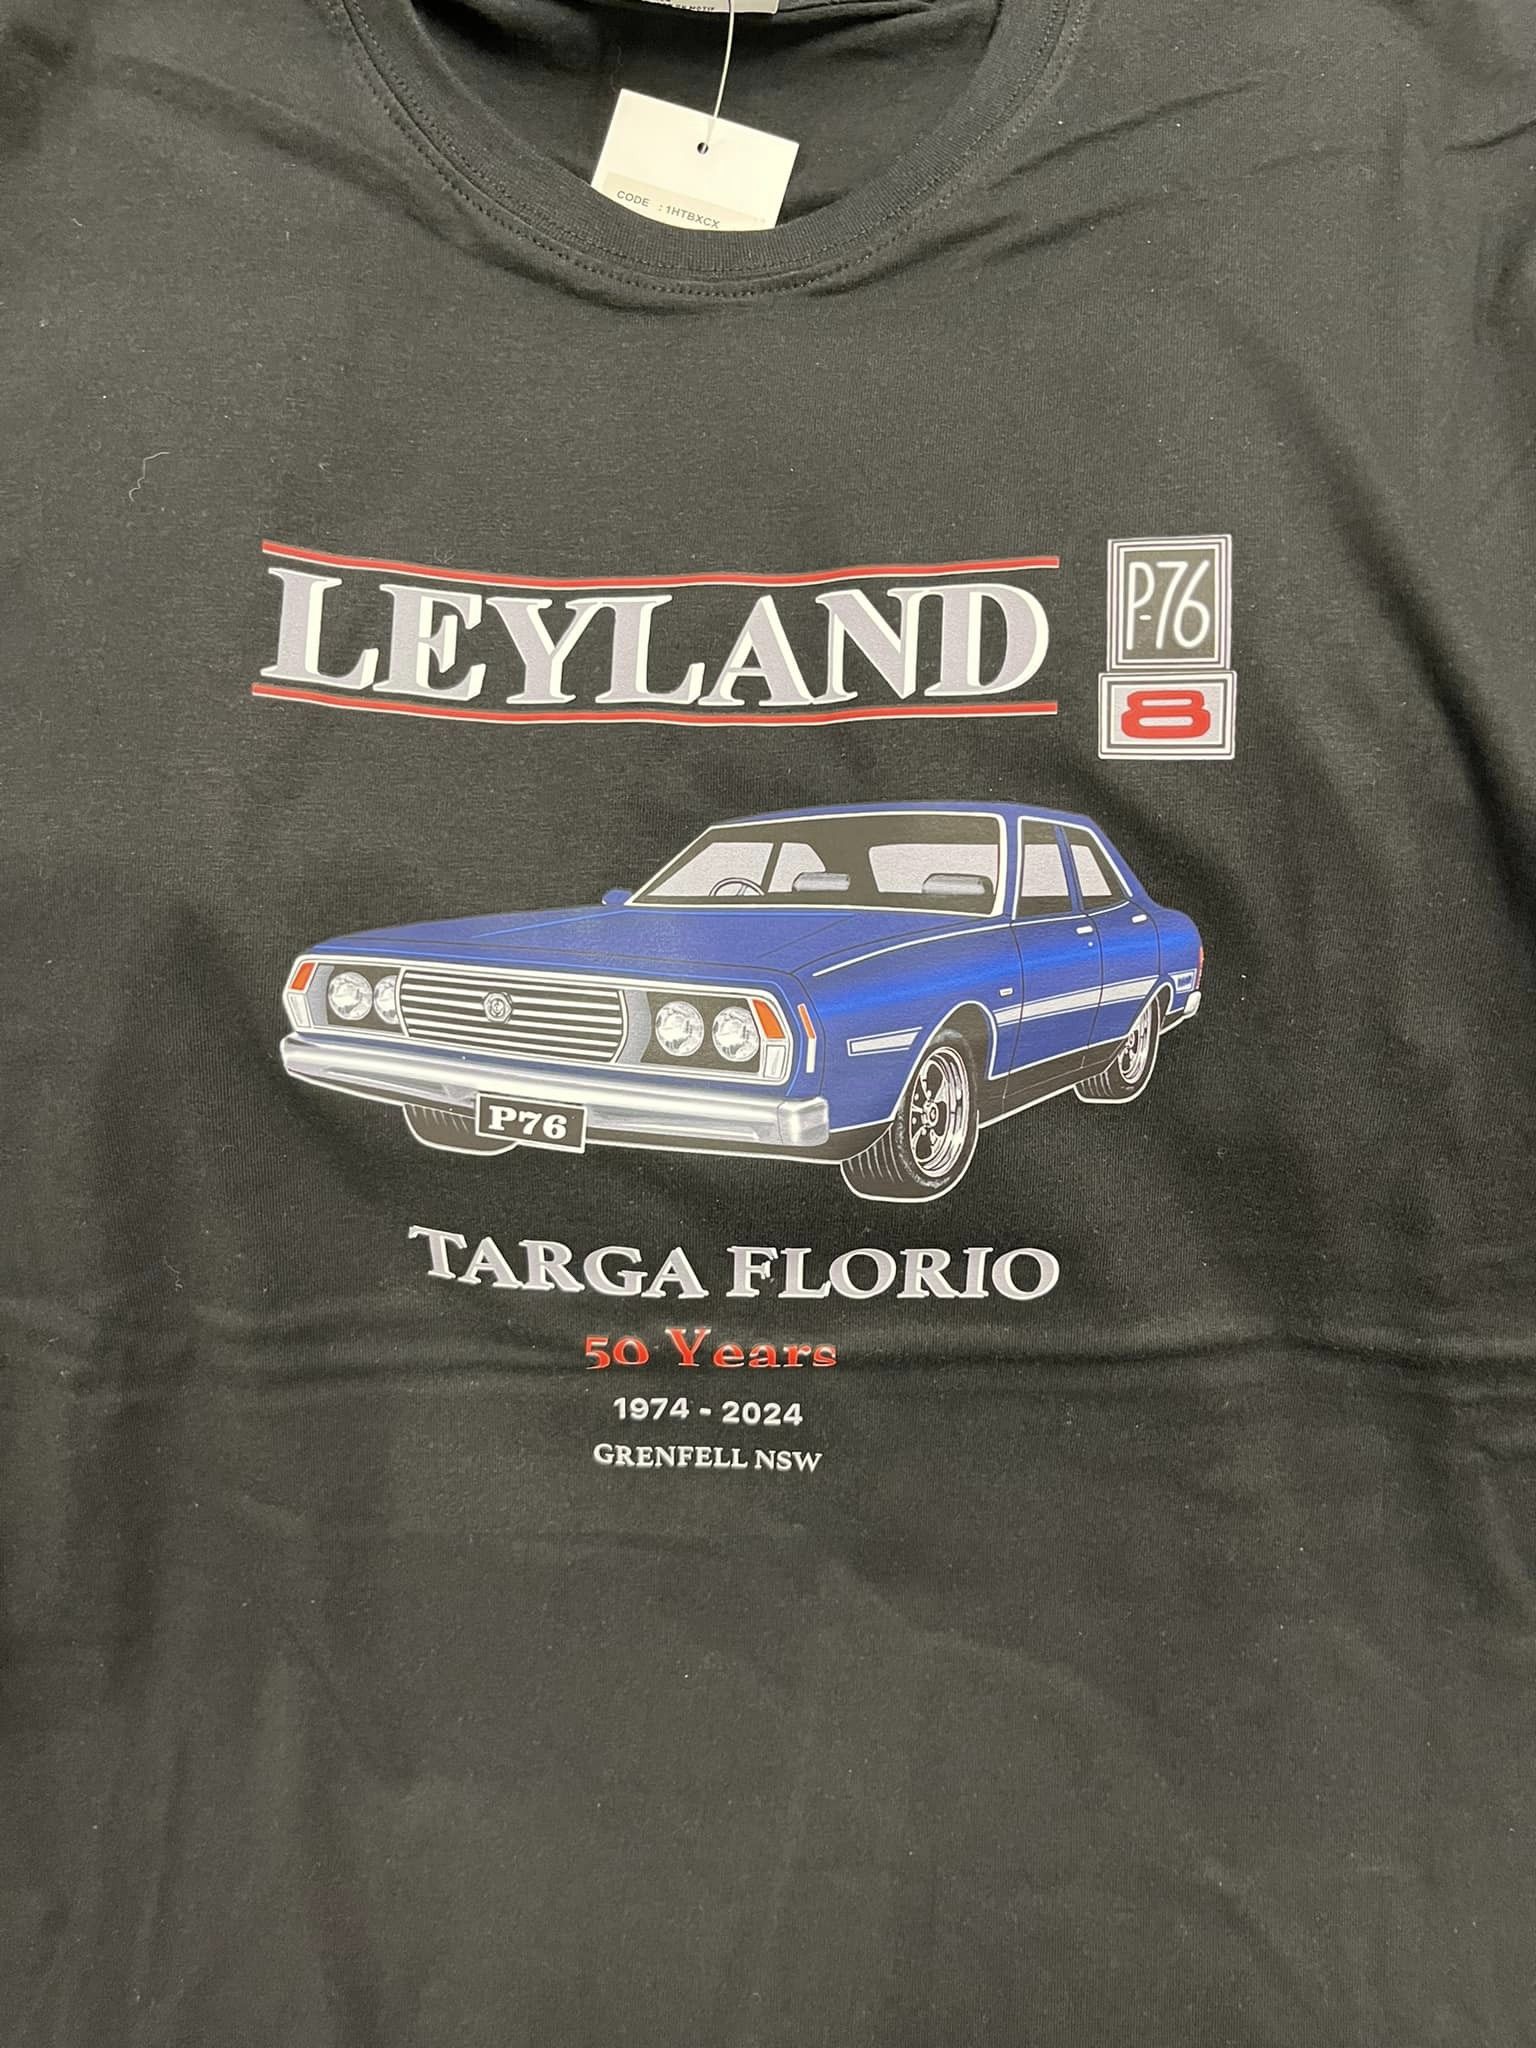 CODE : 1HTBXCX
LEYLAND
P-76
8
P76
TARGA FLORIO
50 Years
1974 - 2024
GRENFELL NSW